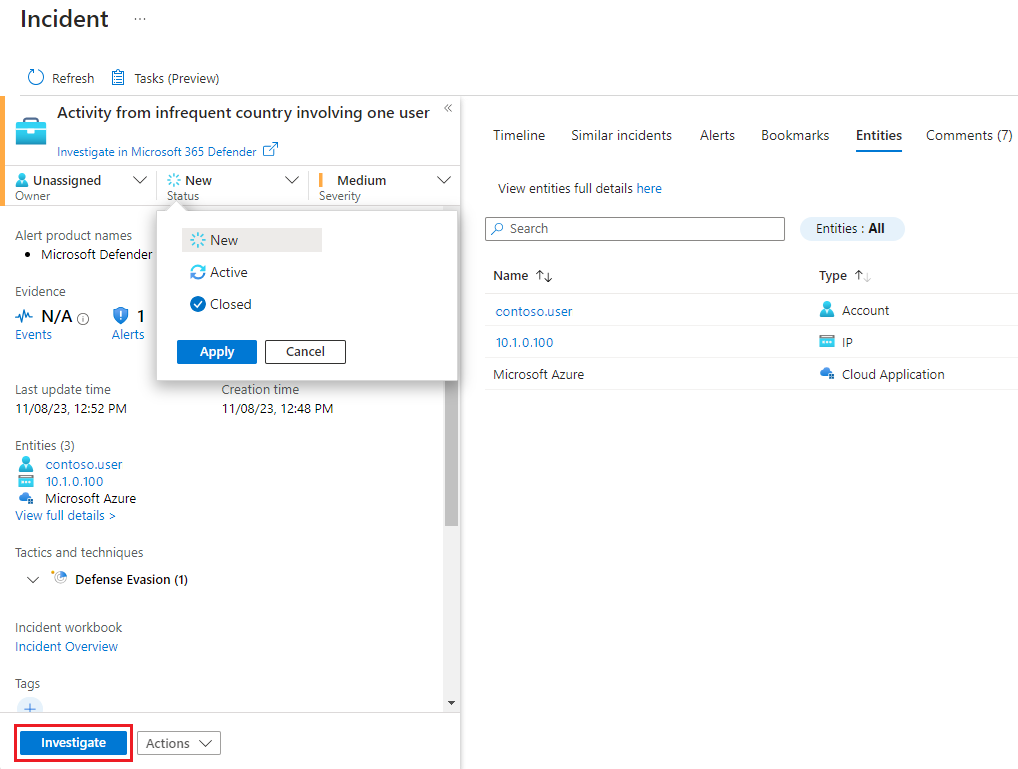 Incident ...
Refresh Tasks (Preview)
Activity from infrequent country involving one user «
Investigate in Microsoft 365 Defender
Unassigned
Owner
New
Status
Medium
Severity
New
Active
Closed
Apply Cancel
Alert product names
• Microsoft Defender
Evidence
N/A
Events
1
Alerts
Last update time
11/08/23, 12:52 PM
Creation time
11/08/23, 12:48 PM
Entities (3)
contoso.user
10.1.0.100
Microsoft Azure
View full details >
Tactics and techniques
Defense Evasion (1)
Incident workbook
Incident Overview
Tags
+
Investigate Actions
Timeline Similar incidents Alerts Bookmarks Entities Comments (7)
View entities full details here
Search Entities : All
Name ↑↓ Type ↑↓
contoso.user Account
10.1.0.100 IP
Microsoft Azure Cloud Application